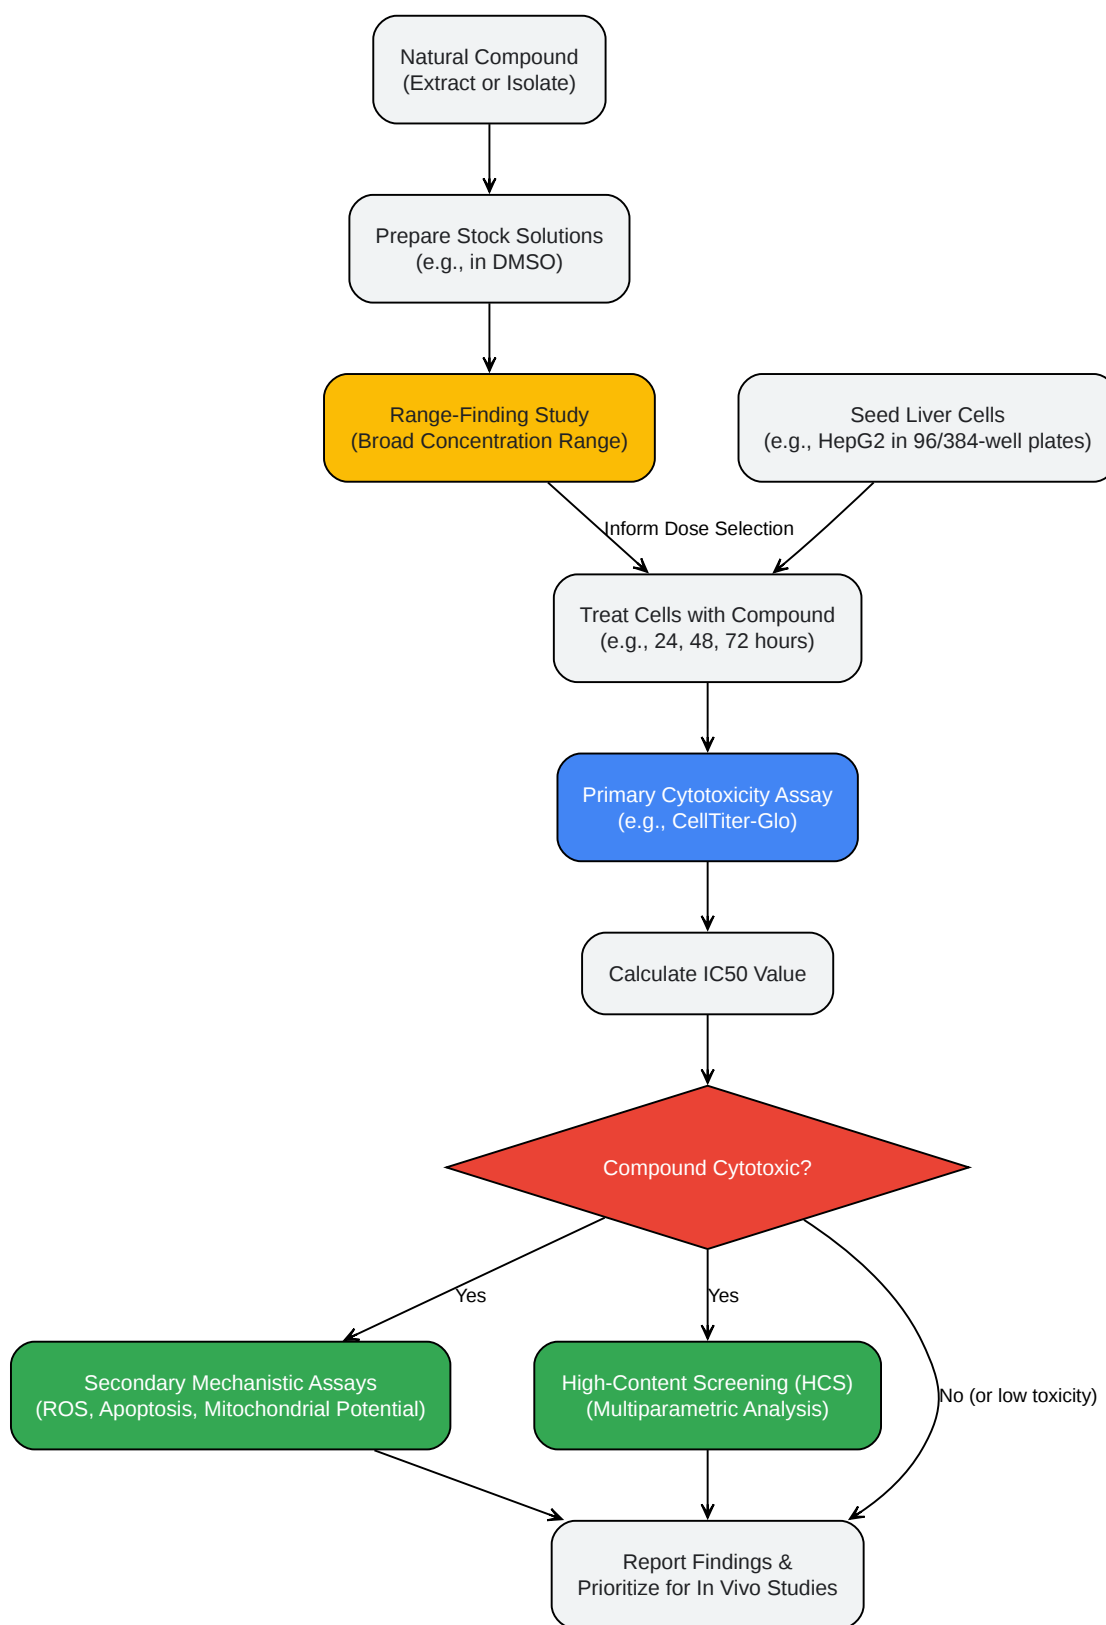 Natural Compound
(Extract or Isolate)
Prepare Stock Solutions
(e.g., in DMSO)
Range-Finding Study
(Broad Concentration Range)
Seed Liver Cells
(e.g., HepG2 in 96/384-well plates)
Inform Dose Selection
Treat Cells with Compound
(e.g., 24, 48, 72 hours)
Primary Cytotoxicity Assay
(e.g., CellTiter-Glo)
Calculate IC50 Value
Compound Cytotoxic?
Yes
Yes
Secondary Mechanistic Assays
(ROS, Apoptosis, Mitochondrial Potential)
High-Content Screening (HCS)
(Multiparametric Analysis)
No (or low toxicity)
Report Findings &
Prioritize for In Vivo Studies